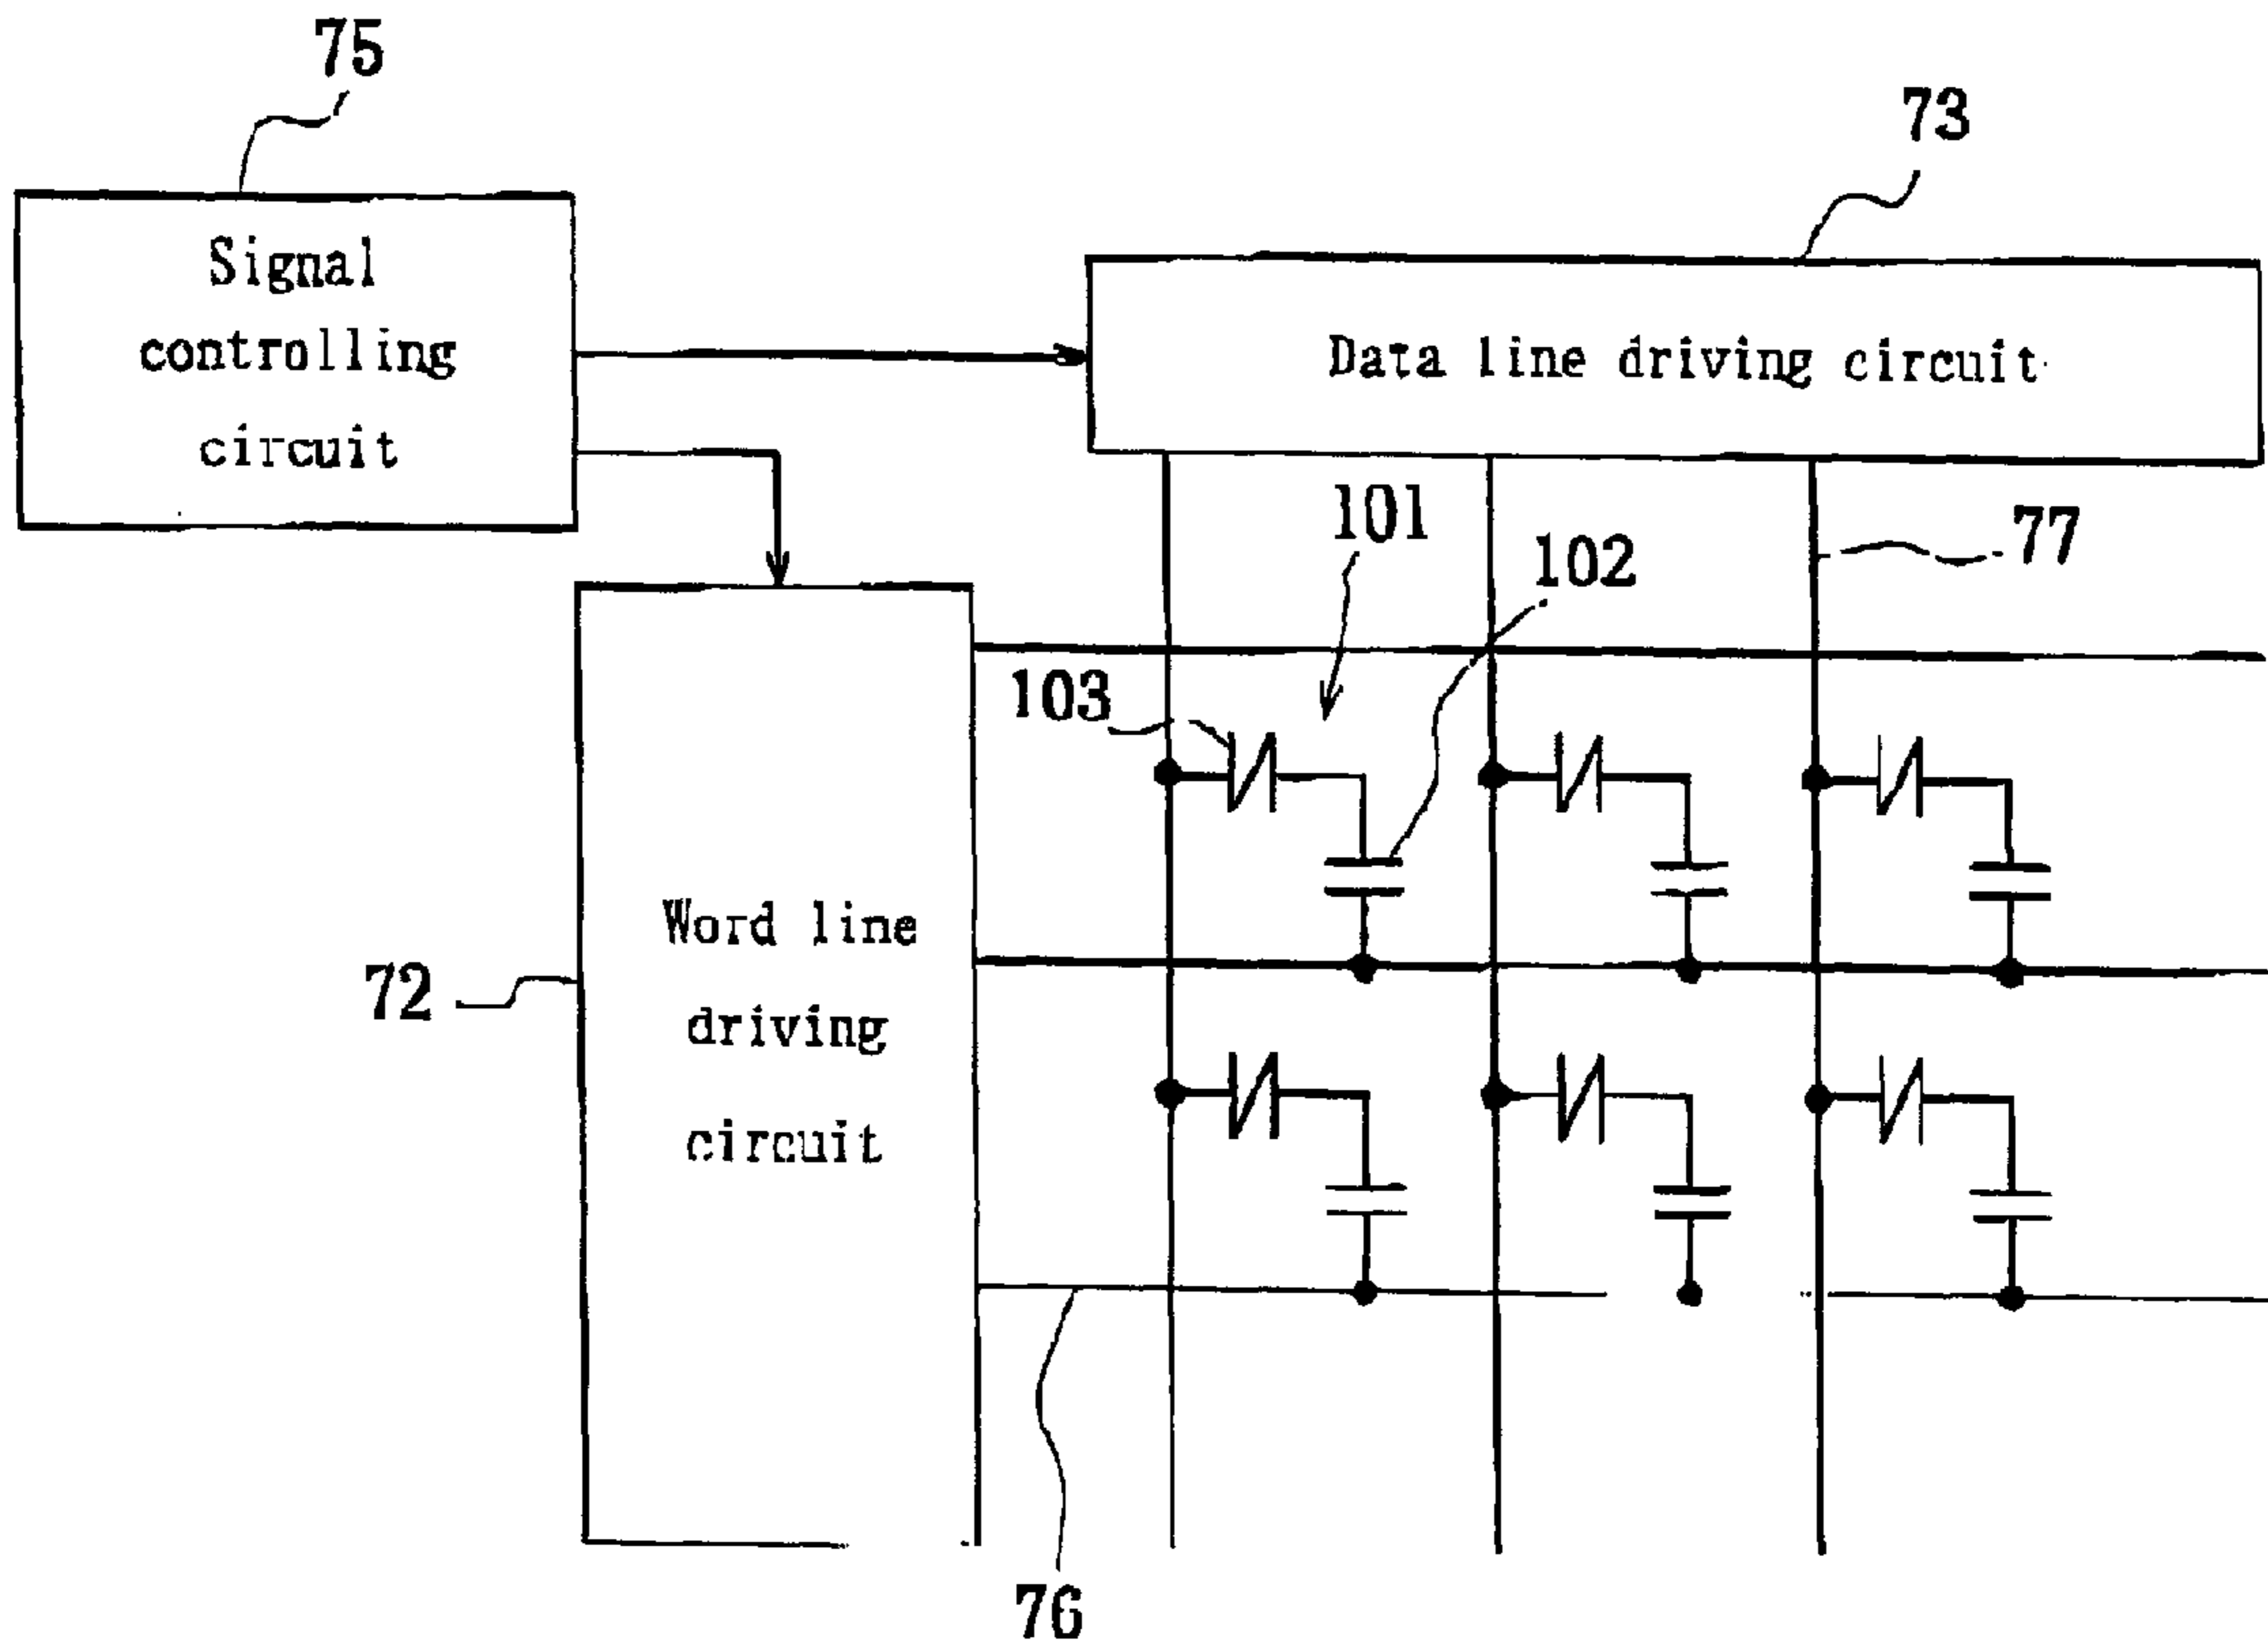 75
73
Signal
controlling
circuit
Data line driving circuit
101
102
77
103
Word line
driving
circuit
72
76